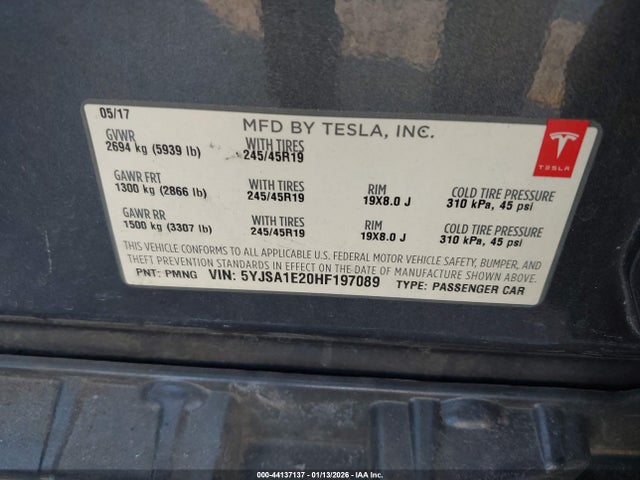 05/17
MFD BY TESLA, INC.
GVWR
2694 kg (5939 lb)
WITH TIRES
245/45R19
TESLA
GAWR FRT
1300 kg (2866 lb)
WITH TIRES
245/45R19
RIM
19X8.0 J
COLD TIRE PRESSURE
310 kPa, 45 psi
GAWR RR
1500 kg (3307 lb)
WITH TIRES
245/45R19
RIM
19X8.0 J
COLD TIRE PRESSURE
310 kPa, 45 psi
THIS VEHICLE CONFORMS TO ALL APPLICABLE U.S. FEDERAL MOTOR VEHICLE SAFETY, BUMPER, AND
THEFT PREVENTION STANDARDS IN EFFECT ON THE DATE OF MANUFACTURE SHOWN ABOVE.
PNT: PMNG VIN: 5YJSA1E20HF197089 TYPE: PASSENGER CAR
000-44137137 - 01/13/2026 - IAA Inc.